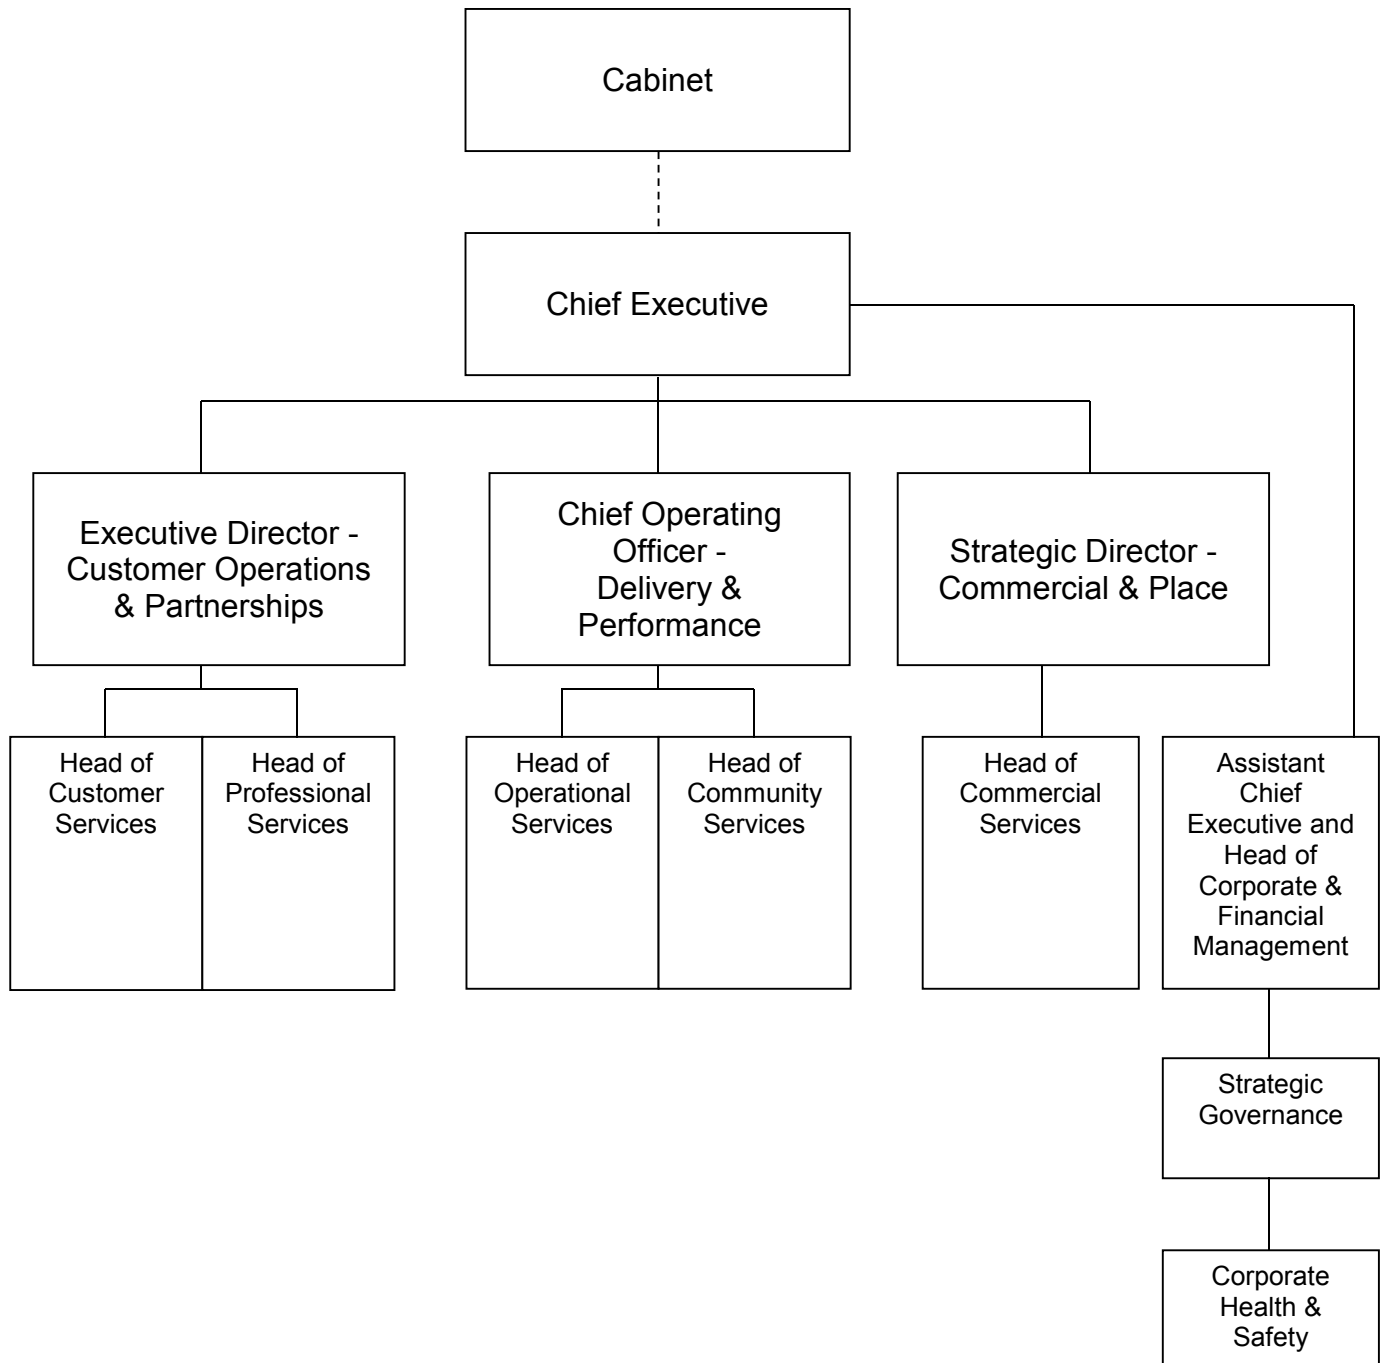 Cabinet
Chief Executive
Executive Director -
Customer Operations
& Partnerships
Chief Operating
Officer -
Delivery &
Performance
Strategic Director -
Commercial & Place
Head of
Customer
Services
Head of
Professional
Services
Head of
Operational
Services
Head of
Community
Services
Head of
Commercial
Services
Assistant
Chief
Executive and
Head of
Corporate &
Financial
Management
Strategic
Governance
Corporate
Health &
Safety